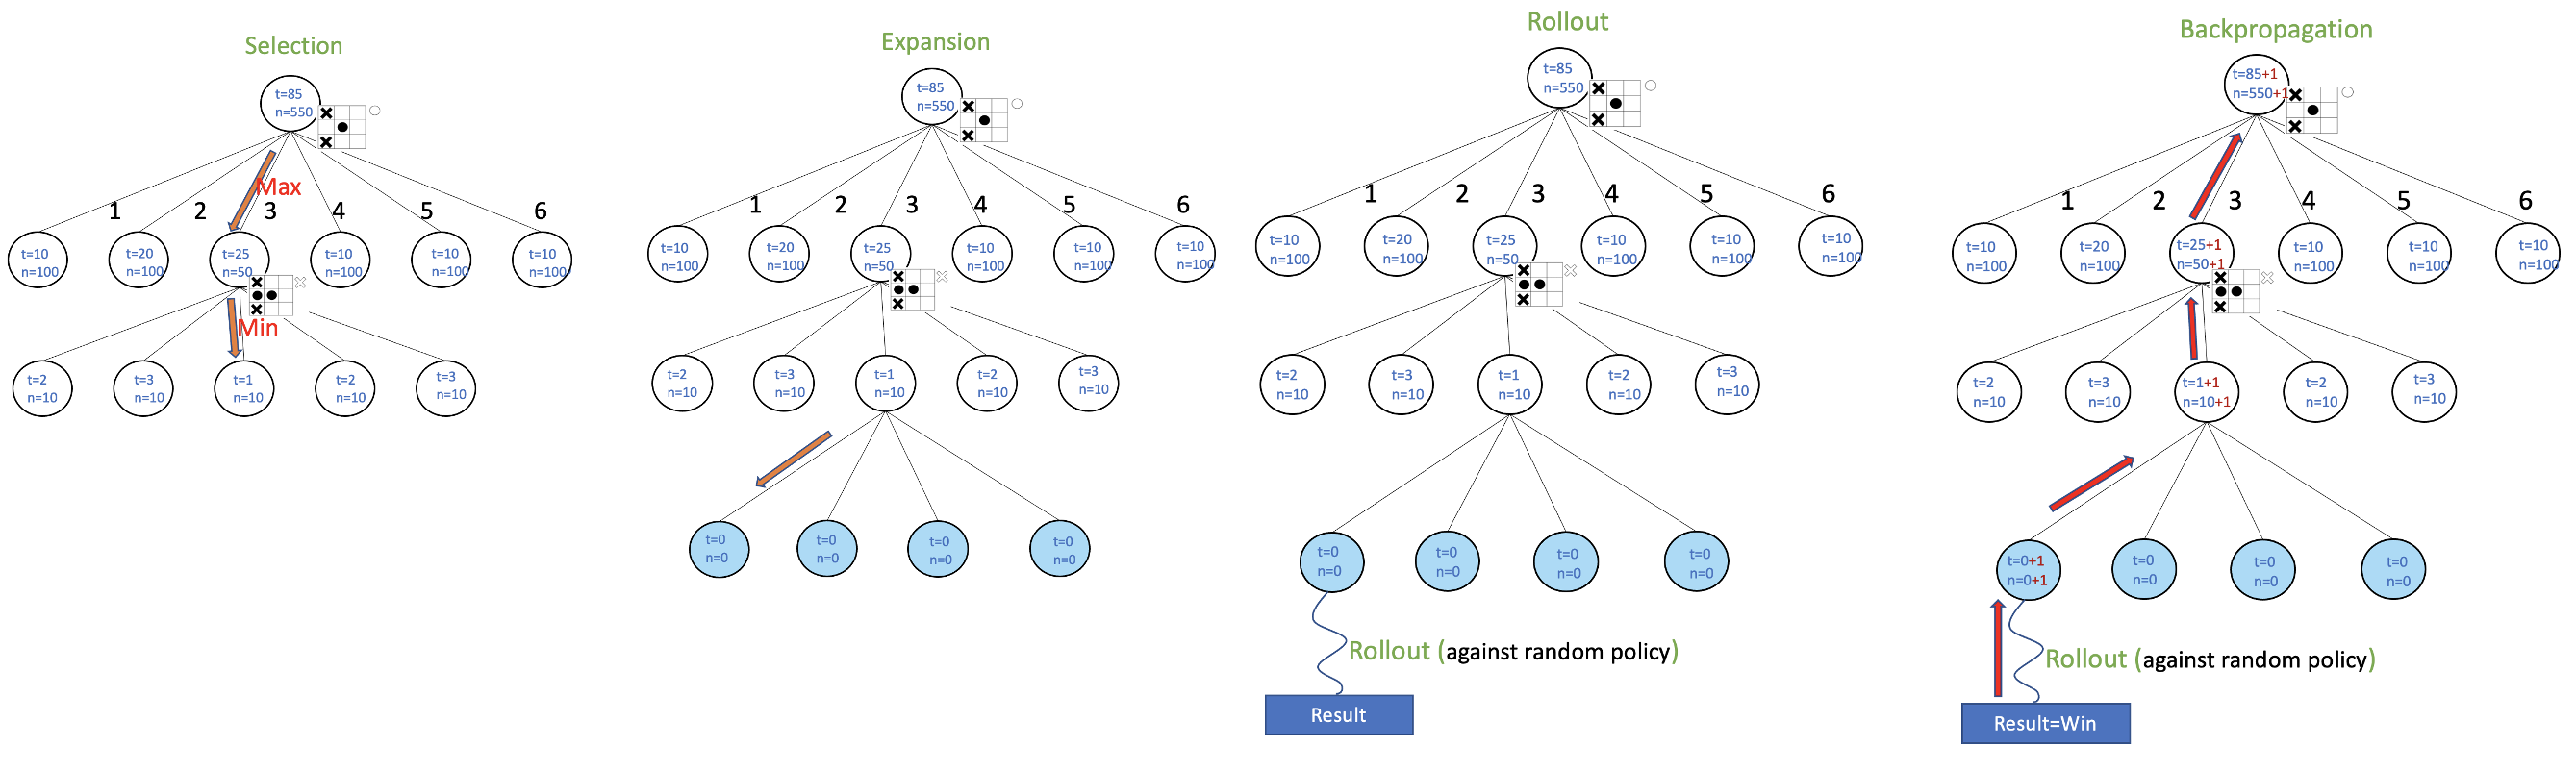 Selection
t=85
n=550
Max
1
2
3
4
5
6
t=10
n=100
t=20
n=100
t=25
n=50
t=10
n=100
t=10
n=100
t=10
n=100
Min
t=2
n=10
t=3
n=10
t=1
n=10
t=2
n=10
t=3
n=10
Expansion
t=85
n=550
1
2
3
4
5
6
t=10
n=100
t=20
n=100
t=25
n=50
t=10
n=100
t=10
n=100
t=10
n=100
t=2
n=10
t=3
n=10
t=1
n=10
t=2
n=10
t=3
n=10
t=0
n=0
t=0
n=0
t=0
n=0
t=0
n=0
Rollout
t=85
n=550
1
2
3
4
5
6
t=10
n=100
t=20
n=100
t=25
n=50
t=10
n=100
t=10
n=100
t=10
n=100
t=2
n=10
t=3
n=10
t=1
n=10
t=2
n=10
t=3
n=10
t=0
n=0
t=0
n=0
t=0
n=0
t=0
n=0
Rollout (against random policy)
Result
Backpropagation
t=85+1
n=550+1
1
2
3
4
5
6
t=10
n=100
t=20
n=100
t=25+1
n=50+1
t=10
n=100
t=10
n=100
t=10
n=100
t=2
n=10
t=3
n=10
t=1+1
n=10+1
t=2
n=10
t=3
n=10
t=0+1
n=0+1
t=0
n=0
t=0
n=0
t=0
n=0
Rollout (against random policy)
Result=Win